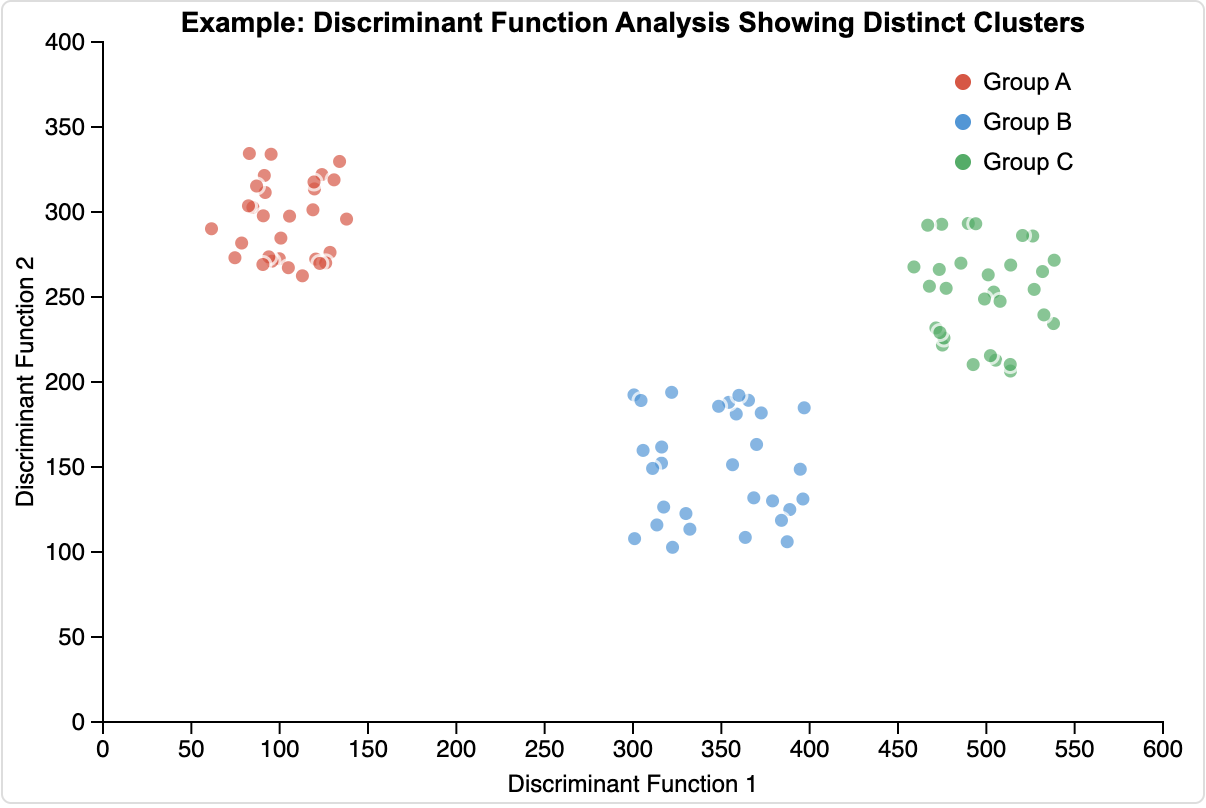 Example: Discriminant Function Analysis Showing Distinct Clusters
Group A
Group B
Group C
400
350
300
250
200
150
100
50
0
Discriminant Function 2
0 50 100 150 200 250 300 350 400 450 500 550 600
Discriminant Function 1